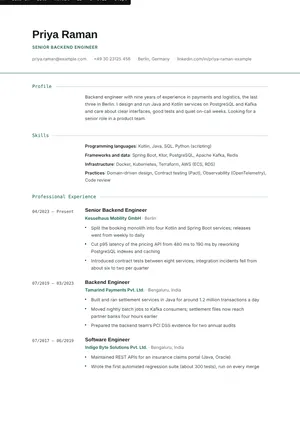 Priya Raman
SENIOR BACKEND ENGINEER
priya.raman@example.com +49 30 23125 456 Berlin, Germany linkedin.com/in/priya-raman-example
Profile
Backend engineer with nine years of experience in payments and logistics, the last
three in Berlin. I design and run Java and Kotlin services on PostgreSQL and Kafka
and care about clear interfaces, good tests and quiet on-call weeks. Looking for a
senior role in a product team.
Skills
Programming languages: Kotlin, Java, SQL, Python (scripting)
Frameworks and data: Spring Boot, Ktor, PostgreSQL, Apache Kafka, Redis
Infrastructure: Docker, Kubernetes, Terraform, AWS (ECS, RDS)
Practices: Domain-driven design, Contract testing (Pact), Observability (OpenTelemetry),
Code review
Professional Experience
04/2023 – Present Senior Backend Engineer
Kesselhaus Mobility GmbH · Berlin
• Split the booking monolith into four Kotlin and Spring Boot services; releases
went from weekly to daily
• Cut p95 latency of the pricing API from 480 ms to 190 ms by reworking
PostgreSQL indexes and caching
• Introduced contract tests between eight services; integration incidents fell from
about six to two per quarter
07/2019 – 03/2023 Backend Engineer
Tamarind Payments Pvt. Ltd. · Bengaluru, India
• Built and ran settlement services in Java for around 1.2 million transactions a day
• Moved nightly batch jobs to Kafka consumers; settlement files now reach
partner banks four hours earlier
• Prepared the backend team's PCI DSS evidence for two annual audits
07/2017 – 06/2019 Software Engineer
Indigo Byte Solutions Pvt. Ltd. · Bengaluru, India
• Maintained REST APIs for an insurance claims portal (Java, Oracle)
• Wrote the first automated regression suite (about 300 tests), run on every merge